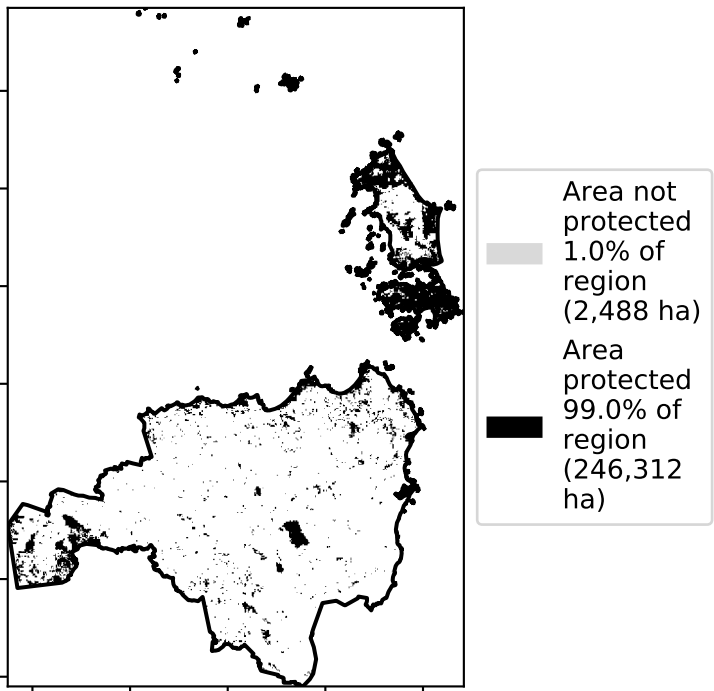 Area not
protected
1.0% of
region
(2,488 ha)
Area
protected
99.0% of
region
(246,312
ha)